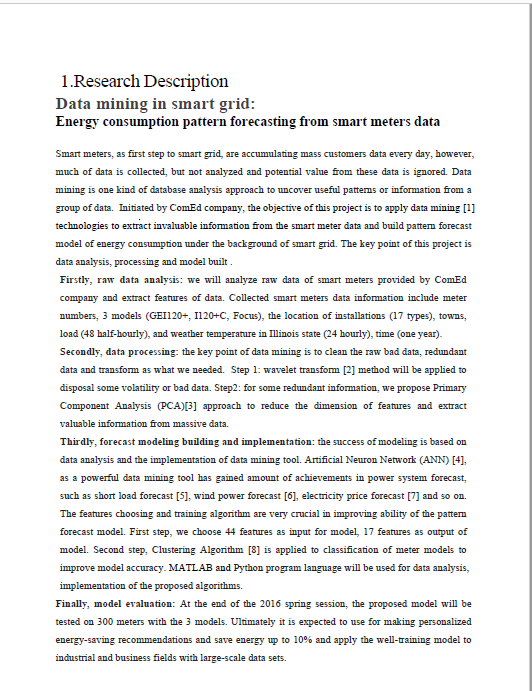 1.Research Description
Data mining in smart grid:
Energy consumption pattern forecasting from smart meters data
Smart meters, as first step to smart grid, are accumulating mass customers data every day, however,
much of data is collected, but not analyzed and potential value from these data is ignored. Data
mining is one kind of database analysis approach to uncover useful patterns or information from a
group of data.  Initiated by ComEd company, the objective of this project is to apply data mining [1]
technologies to extract invaluable information from the smart meter data and build pattern forecast
model of energy consumption under the background of smart grid. The key point of this project is
data analysis, processing and model built .
Firstly, raw data analysis: we will analyze raw data of smart meters provided by ComEd
company and extract features of data. Collected smart meters data information include meter
numbers, 3 models (GEI120+, I120+C, Focus), the location of installations (17 types), towns,
load (48 half-hourly), and weather temperature in Illinois state (24 hourly), time (one year).
Secondly, data processing: the key point of data mining is to clean the raw bad data, redundant
data and transform as what we needed.  Step 1: wavelet transform [2] method will be applied to
disposal some volatility or bad data. Step2: for some redundant information, we propose Primary
Component Analysis (PCA)[3] approach to reduce the dimension of features and extract
valuable information from massive data.
Thirdly, forecast modeling building and implementation: the success of modeling is based on
data analysis and the implementation of data mining tool. Artificial Neuron Network (ANN) [4],
as a powerful data mining tool has gained amount of achievements in power system forecast,
such as short load forecast [5], wind power forecast [6], electricity price forecast [7] and so on.
The features choosing and training algorithm are very crucial in improving ability of the pattern
forecast model. First step, we choose 44 features as input for model, 17 features as output of
model. Second step, Clustering Algorithm [8] is applied to classification of meter models to
improve model accuracy. MATLAB and Python program language will be used for data analysis,
implementation of the proposed algorithms.
Finally, model evaluation: At the end of the 2016 spring session, the proposed model will be
tested on 300 meters with the 3 models. Ultimately it is expected to use for making personalized
energy-saving recommendations and save energy up to 10% and apply the well-training model to
industrial and business fields with large-scale data sets.